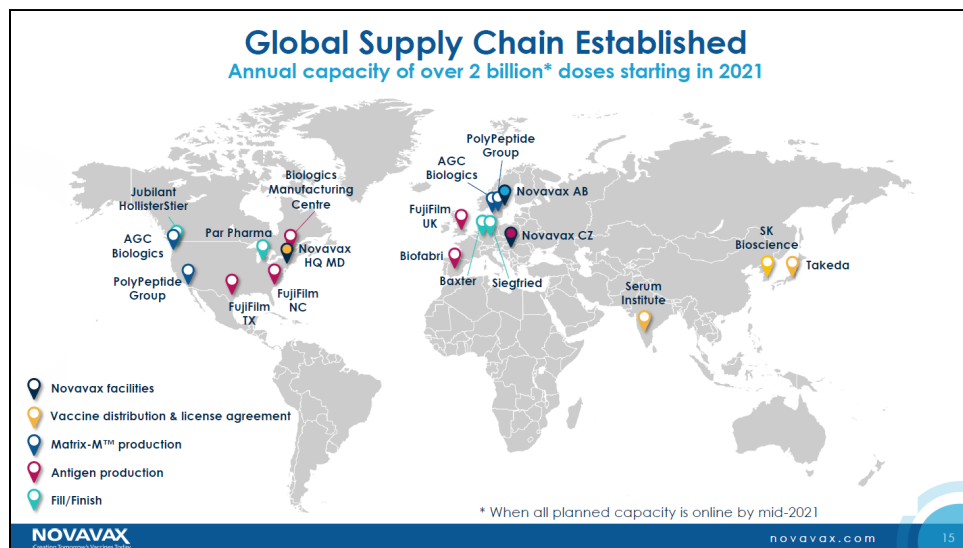 Global Supply Chain Established
Annual capacity of over 2 billion* doses starting in 2021
PolyPeptide
Group
AGC
Biologics
Novavax AB
Biologics
Manufacturing
Centre
Jubilant
HollisterStier
Par Pharma
FujiFilm
UK
Novavax CZ
SK
Bioscience
AGC
Biologics
Novavax
HQ MD
Biofabri
Takeda
PolyPeptide
Group
Baxter
Siegfried
Serum
Institute
FujiFilm
TX
FujiFilm
NC
Novavax facilities
Vaccine distribution & license agreement
Matrix-M™ production
Antigen production
Fill/Finish
* When all planned capacity is online by mid-2021
NOVAVAX
Creating Tomorrow's Vaccines Today
novavax.com
15